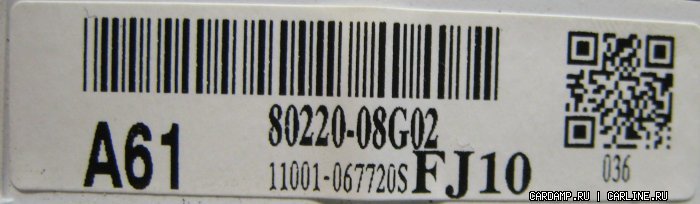 80220-08G02
A61
11001-067720S FJ10
036
CARDAMP.RU | CARLINE.RU